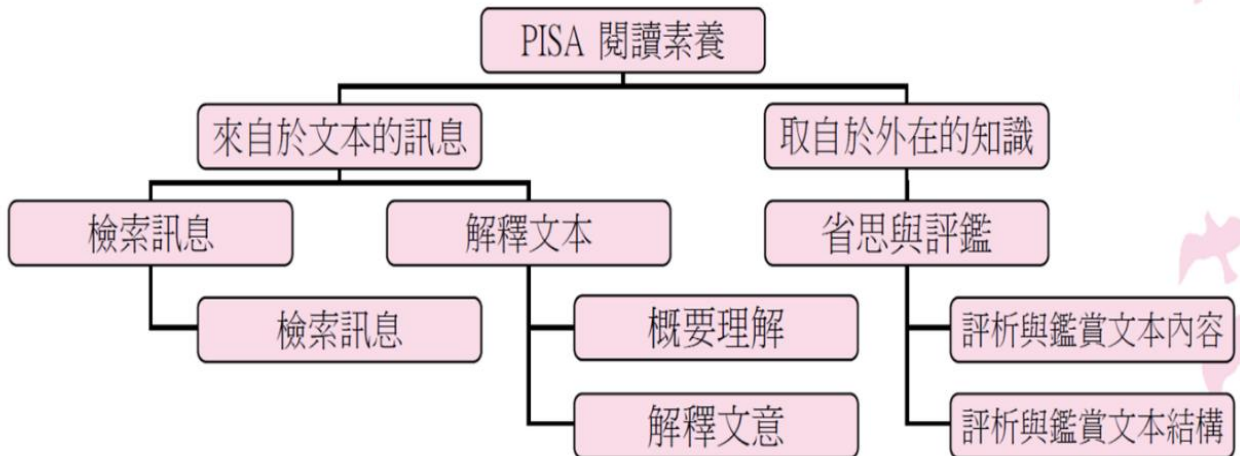 PISA 閱讀素養
來自於文本的訊息
取自於外在的知識
檢索訊息
解釋文本
省思與評鑑
檢索訊息
概要理解
評析與鑑賞文本內容
解釋文意
評析與鑑賞文本結構